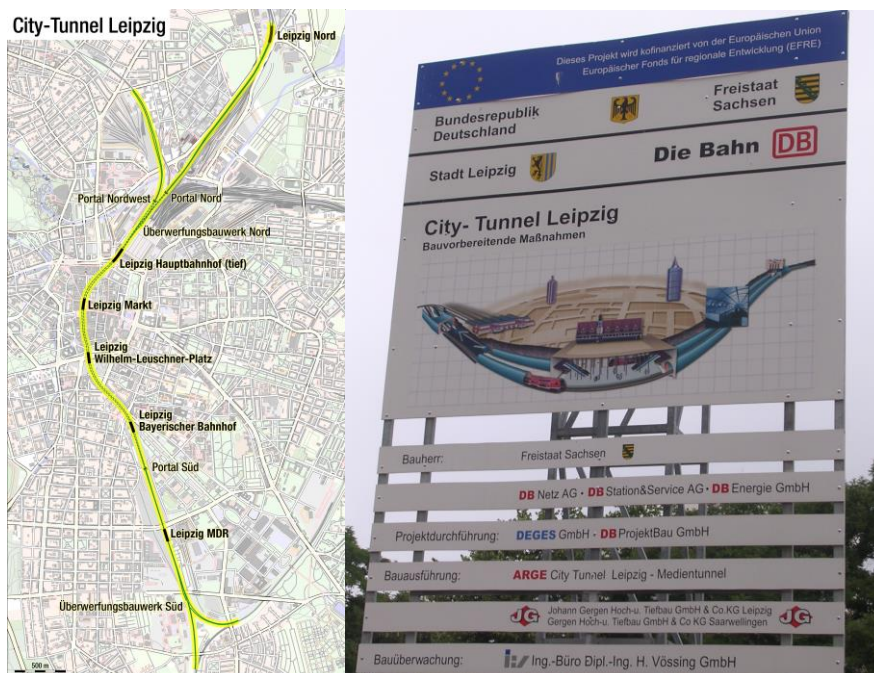 City-Tunnel Leipzig
Leipzig Nord
Portal Nordwest
Portal Nord
Überwerfungsbauwerk Nord
Leipzig Hauptbahnhof (tief)
Leipzig Markt
Leipzig
Wilhelm-Leuschner-Platz
Leipzig
Bayerischer Bahnhof
Portal Süd
Leipzig MDR
Überwerfungsbauwerk Süd
500 m
Dieses Projekt wird kofinanziert von der Europäischen Union
Europäischer Fonds für regionale Entwicklung (EFRE)
Bundesrepublik
Deutschland
Freistaat
Sachsen
Stadt Leipzig
Die Bahn DB
City- Tunnel Leipzig
Bauvorbereitende Maßnahmen
Bauherr: Freistaat Sachsen
DB Netz AG - DB Station&Service AG - DB Energie GmbH
Projektdurchführung: DEGES GmbH - DB ProjektBau GmbH
Bauausführung: ARGE City Tunnel Leipzig - Medientunnel
JG Johann Gergen Hoch-u. Tiefbau GmbH & Co.KG Leipzig JG
Gergen Hoch-u. Tiefbau GmbH & Co KG Saarwellingen
Bauüberwachung: Ing.-Büro Dipl.-Ing. H. Vössing GmbH